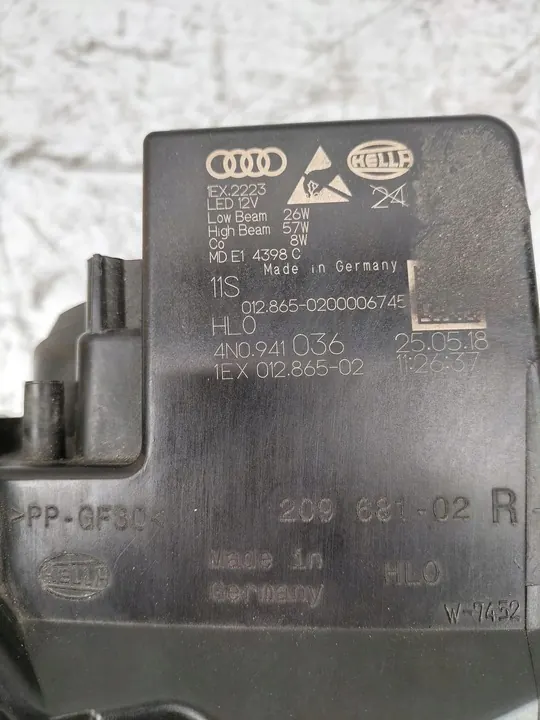 HELLA
24
1EX.2223
LED 12V
Low Beam 26W
High Beam 57W
Co 8W
MD E1 4398 C
Made in Germany
11S
012.865-0200006745
HL0
4N0.941 036 25.05.18
1EX 012.865-02 11:26:37
>PP-GF30< 209 681-02 R
HELLA
Made in
Germany
HL0
W-7452